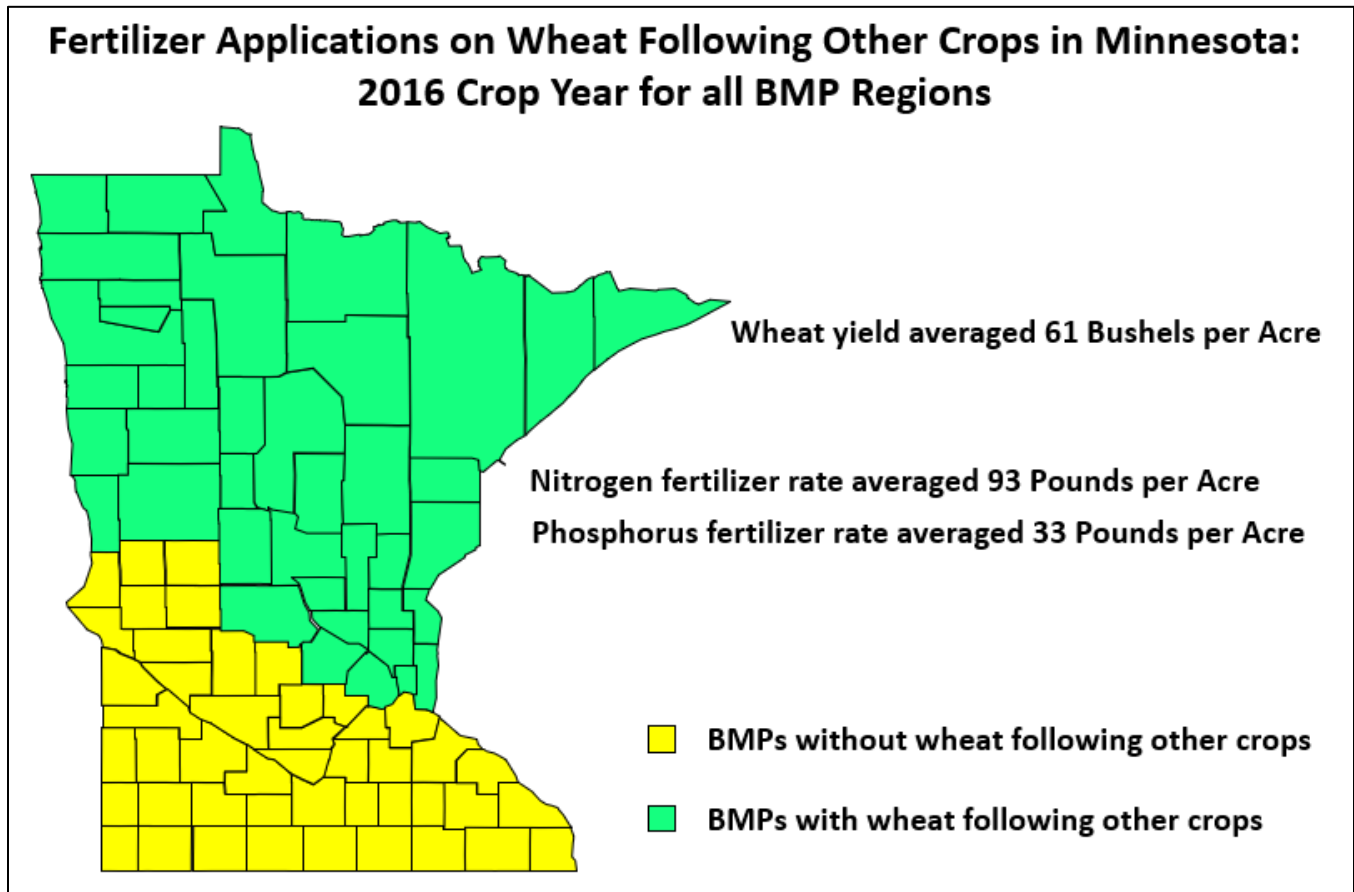 Fertilizer Applications on Wheat Following Other Crops in Minnesota:
2016 Crop Year for all BMP Regions
Wheat yield averaged 61 Bushels per Acre
Nitrogen fertilizer rate averaged 93 Pounds per Acre
Phosphorus fertilizer rate averaged 33 Pounds per Acre
BMPs without wheat following other crops
BMPs with wheat following other crops